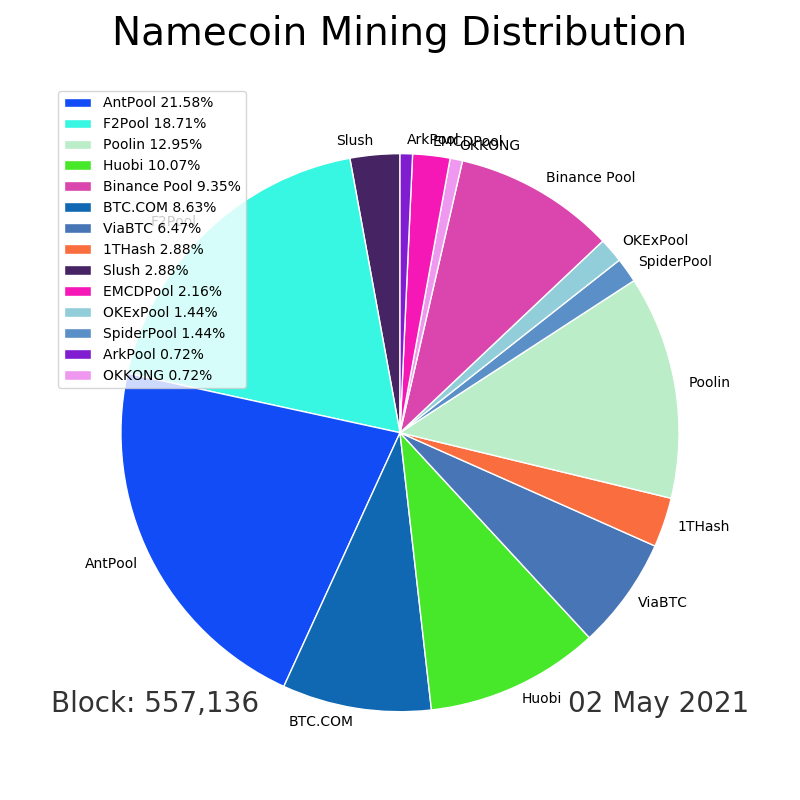 Namecoin Mining Distribution
AntPool 21.58%
F2Pool 18.71%
Poolin 12.95%
Huobi 10.07%
Binance Pool 9.35%
BTC.COM 8.63%
ViaBTC 6.47%
1THash 2.88%
Slush 2.88%
EMCDPool 2.16%
OKExPool 1.44%
SpiderPool 1.44%
ArkPool 0.72%
OKKONG 0.72%
Slush
ArkPool
EMCDPool
OKKONG
Binance Pool
OKExPool
SpiderPool
F2Pool
Poolin
1THash
AntPool
ViaBTC
Huobi
BTC.COM
Block: 557,136
02 May 2021